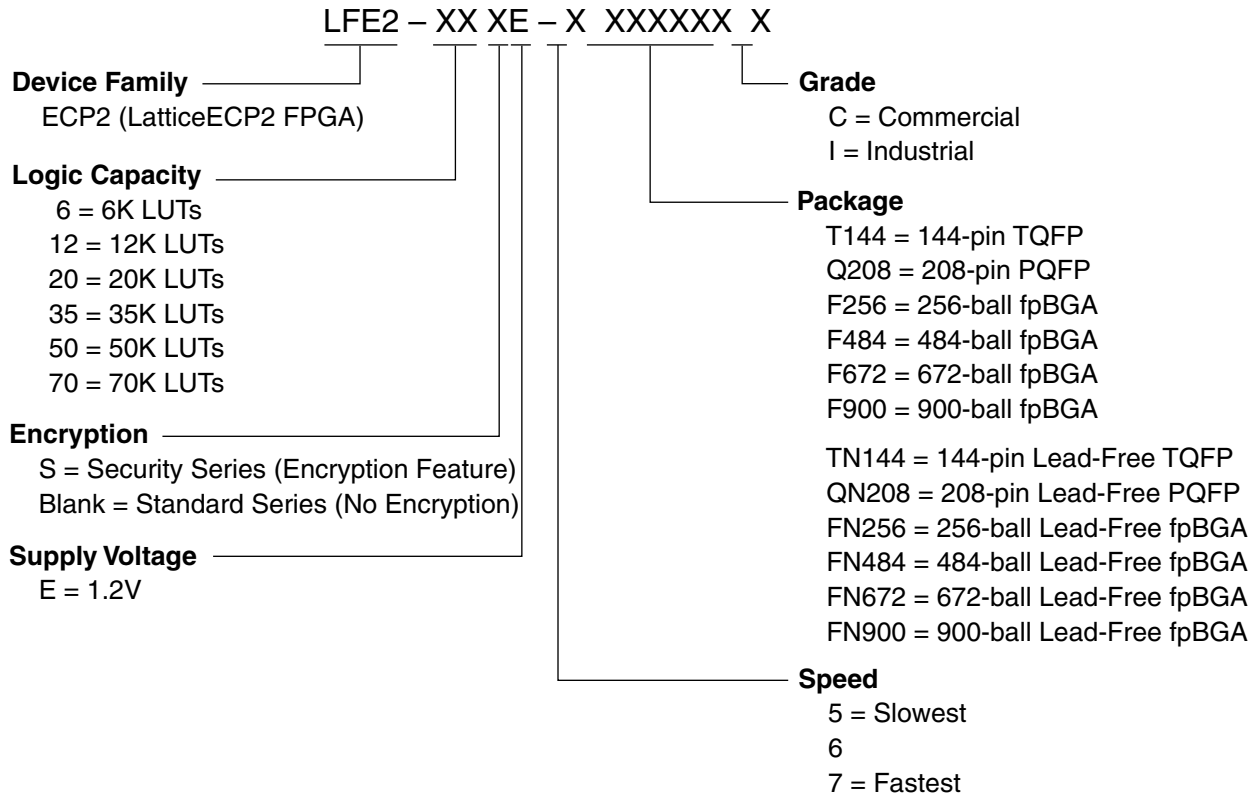 LFE2 – XX XE – X XXXXXX X
Device Family
ECP2 (LatticeECP2 FPGA)
Logic Capacity
6 = 6K LUTs
12 = 12K LUTs
20 = 20K LUTs
35 = 35K LUTs
50 = 50K LUTs
70 = 70K LUTs
Encryption
S = Security Series (Encryption Feature)
Blank = Standard Series (No Encryption)
Supply Voltage
E = 1.2V
Grade
C = Commercial
I = Industrial
Package
T144 = 144-pin TQFP
Q208 = 208-pin PQFP
F256 = 256-ball fpBGA
F484 = 484-ball fpBGA
F672 = 672-ball fpBGA
F900 = 900-ball fpBGA
TN144 = 144-pin Lead-Free TQFP
QN208 = 208-pin Lead-Free PQFP
FN256 = 256-ball Lead-Free fpBGA
FN484 = 484-ball Lead-Free fpBGA
FN672 = 672-ball Lead-Free fpBGA
FN900 = 900-ball Lead-Free fpBGA
Speed
5 = Slowest
6
7 = Fastest